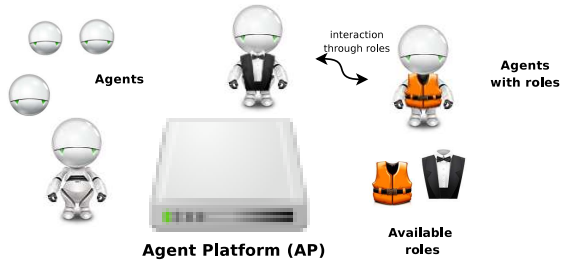 interaction
through roles
Agents
Agents
with roles
Agent Platform (AP)
Available
roles